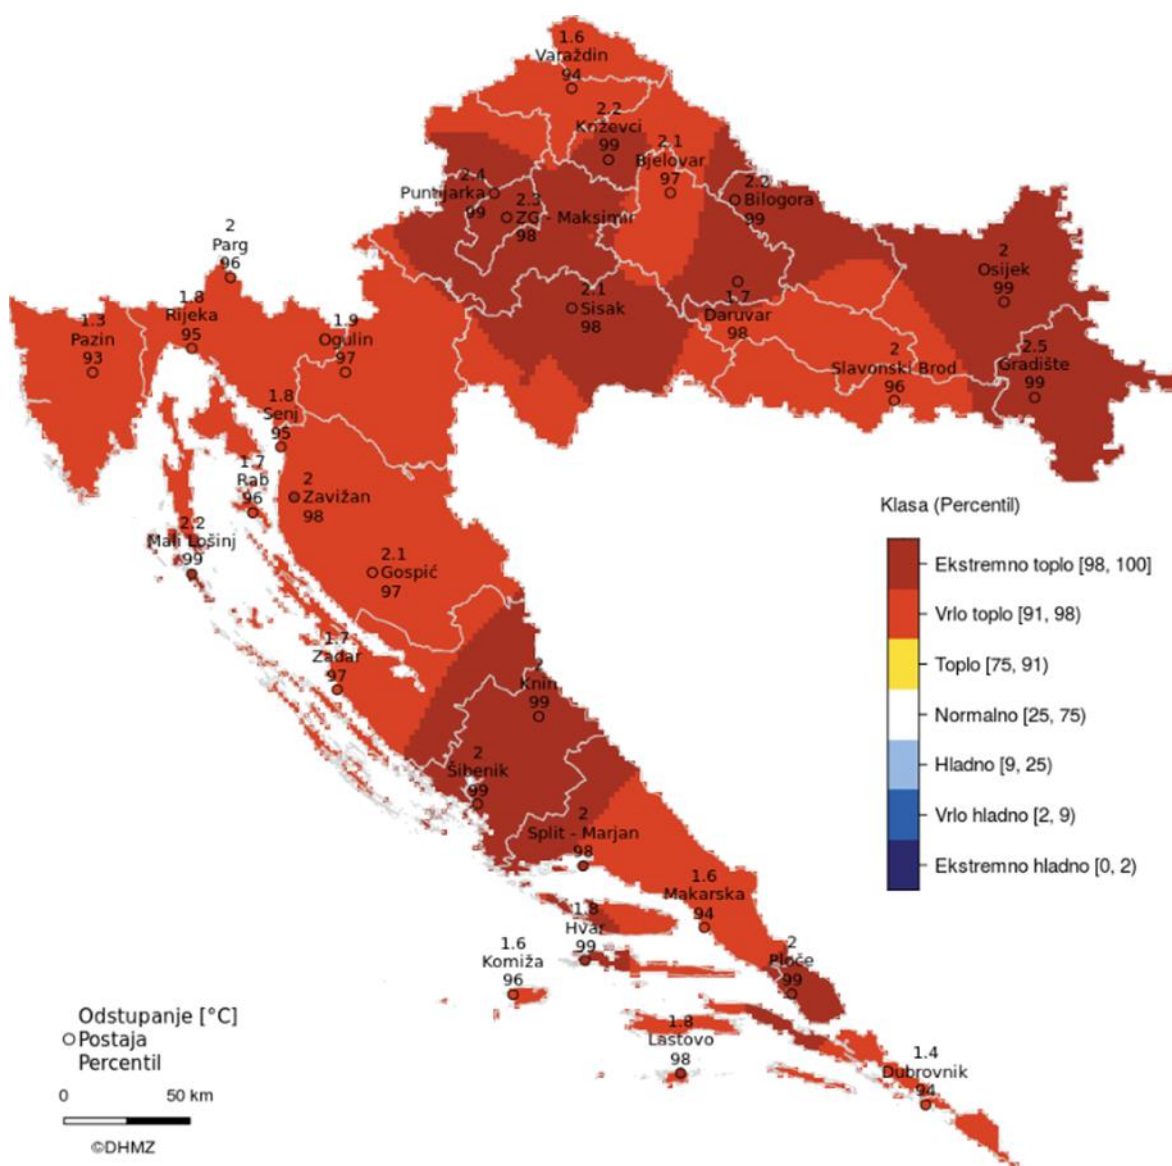 1.6
Varaždin
94
2.2
Križevci
99
2.1
Bjelovar
97
2.4
Puntijarka
99
2.3
ZG - Maksimir
98
2.2
Bilogora
99
2
Parg
96
2
Osijek
99
1.8
Rijeka
95
1.3
Pazin
93
1.9
Ogulin
97
2.1
Sisak
98
1.7
Daruvar
98
2
Slavonski Brod
96
2.5
Gradište
99
1.8
Senj
95
1.7
Rab
96
2
Zavižan
98
2.2
Mali Lošinj
99
2.1
Gospić
97
1.7
Zadar
97
2
Knin
99
2
Šibenik
99
2
Split - Marjan
98
1.6
Makarska
94
1.8
Hvar
99
1.6
Komiža
96
2
Ploče
99
1.8
Lastovo
98
1.4
Dubrovnik
94
Klasa (Percentil)
Ekstremno toplo [98, 100]
Vrlo toplo [91, 98)
Toplo [75, 91)
Normalno [25, 75)
Hladno [9, 25)
Vrlo hladno [2, 9)
Ekstremno hladno [0, 2)
Odstupanje [°C]
Postaja
Percentil
0 50 km
©DHMZ